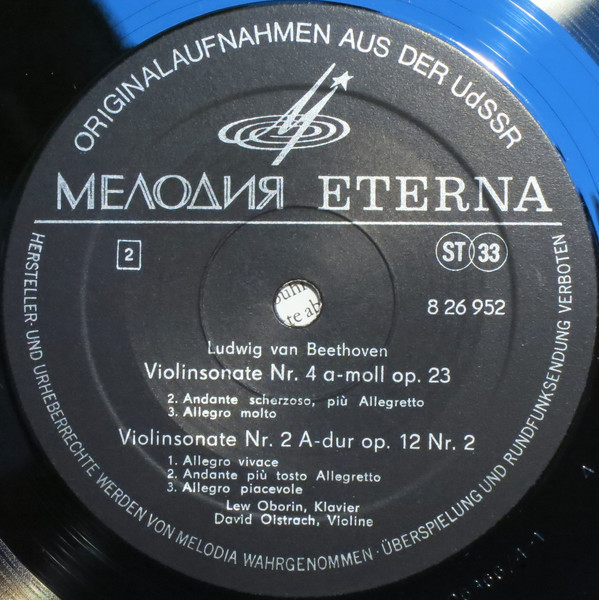 ORIGINALAUFNAHMEN AUS DER UdSSR
МЕЛОДИЯ ETERNA
2
ST 33
8 26 952
Ludwig van Beethoven
Violinsonate Nr. 4 a-moll op. 23
2. Andante scherzoso, più Allegretto
3. Allegro molto
Violinsonate Nr. 2 A-dur op. 12 Nr. 2
1. Allegro vivace
2. Andante più tosto Allegretto
3. Allegro piacevole
Lew Oborin, Klavier
David Oistrach, Violine
HERSTELLER- UND URHEBERRECHTE WERDEN VON MELODIA WAHRGENOMMEN · ÜBERSPIELUNG UND RUNDFUNKSENDUNG VERBOTEN